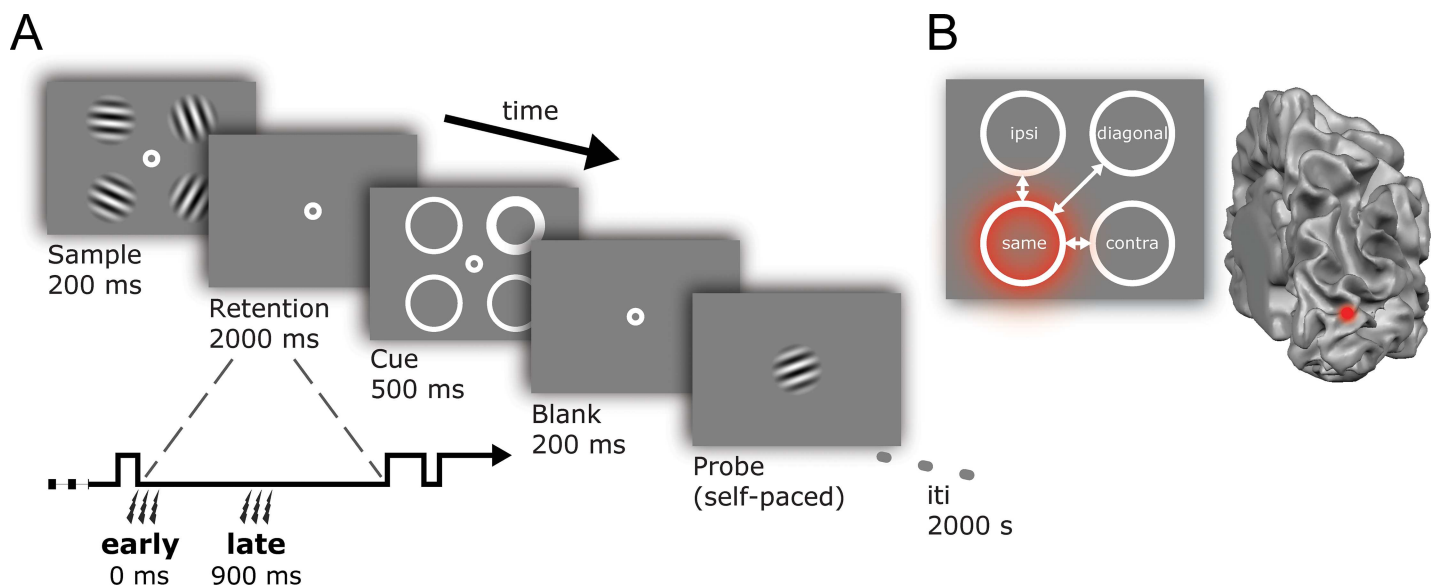 A
time
Sample
200 ms
Retention
2000 ms
Cue
500 ms
Blank
200 ms
Probe
(self-paced)
iti
2000 s
early
0 ms
late
900 ms
B
ipsi
diagonal
same
contra